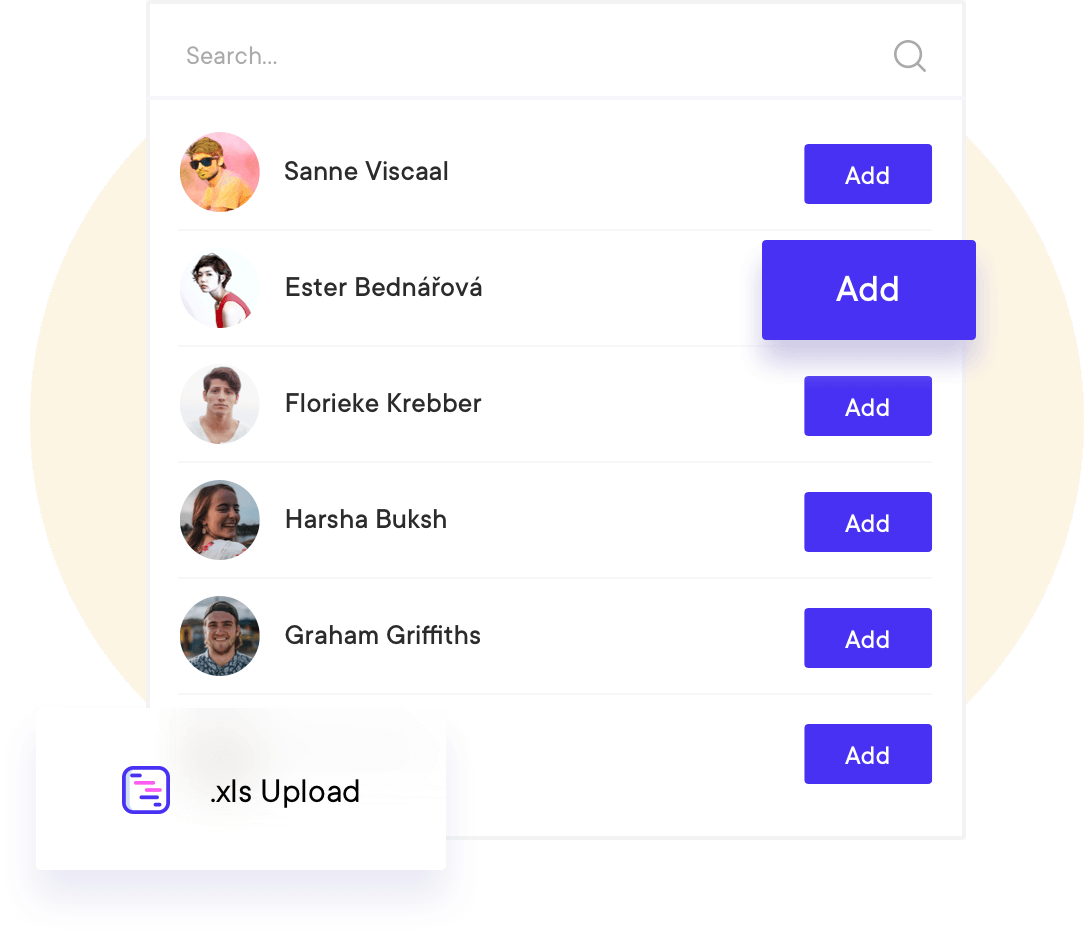 Search...
Sanne Viscaal
Add
Ester Bednářová
Add
Florieke Krebber
Add
Harsha Buksh
Add
Graham Griffiths
Add
Add
.xls Upload